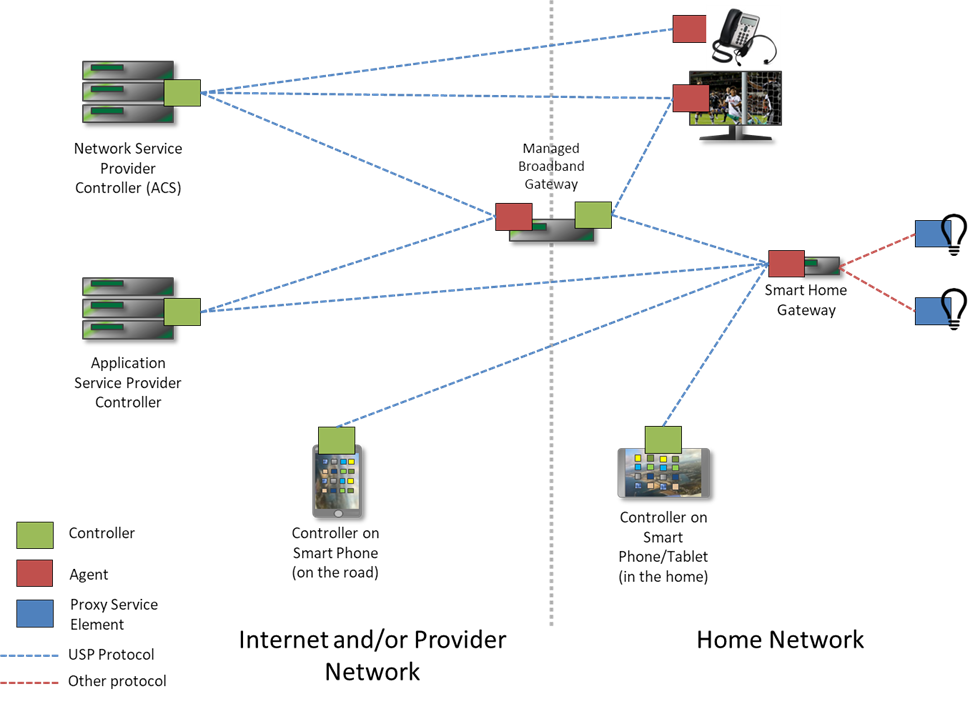 Network Service
Provider
Controller (ACS)
Managed
Broadband
Gateway
Smart Home
Gateway
Application
Service Provider
Controller
Controller on
Smart Phone
(on the road)
Controller on
Smart
Phone/Tablet
(in the home)
Controller
Agent
Proxy Service
Element
USP Protocol
Other protocol
Internet and/or Provider
Network
Home Network